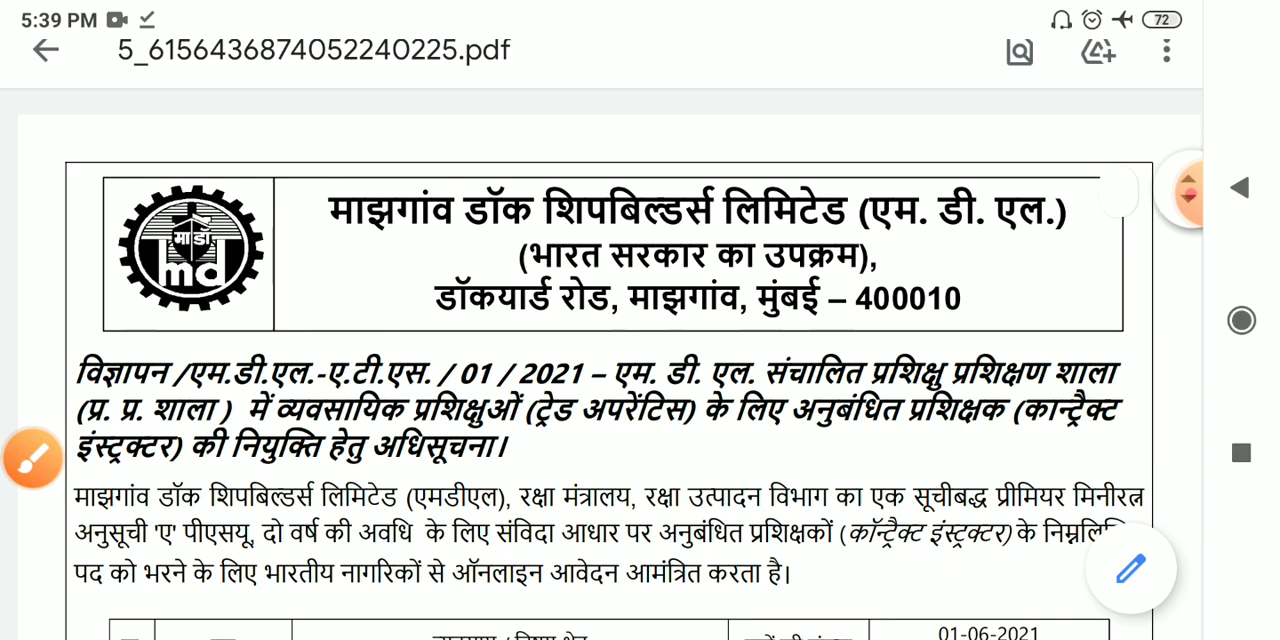 5:39 PM
72
5_6156436874052240225.pdf
माडॉ
md
माझगांव डॉक शिपबिल्डर्स लिमिटेड (एम. डी. एल.)
(भारत सरकार का उपक्रम),
डॉकयार्ड रोड, माझगांव, मुंबई – 400010
विज्ञापन /एम.डी.एल.-ए.टी.एस. / 01 / 2021 – एम. डी. एल. संचालित प्रशिक्षु प्रशिक्षण शाला
(प्र. प्र. शाला ) में व्यवसायिक प्रशिक्षुओं (ट्रेड अपरेंटिस) के लिए अनुबंधित प्रशिक्षक (कान्ट्रैक्ट
इंस्ट्रक्टर) की नियुक्ति हेतु अधिसूचना।
माझगांव डॉक शिपबिल्डर्स लिमिटेड (एमडीएल), रक्षा मंत्रालय, रक्षा उत्पादन विभाग का एक सूचीबद्ध प्रीमियर मिनीरत्न
अनुसूची 'ए' पीएसयू, दो वर्ष की अवधि के लिए संविदा आधार पर अनुबंधित प्रशिक्षकों (कॉन्ट्रैक्ट इंस्ट्रक्टर) के
पद को भरने के लिए भारतीय नागरिकों से ऑनलाइन आवेदन आमंत्रित करता है।
01-06-2021